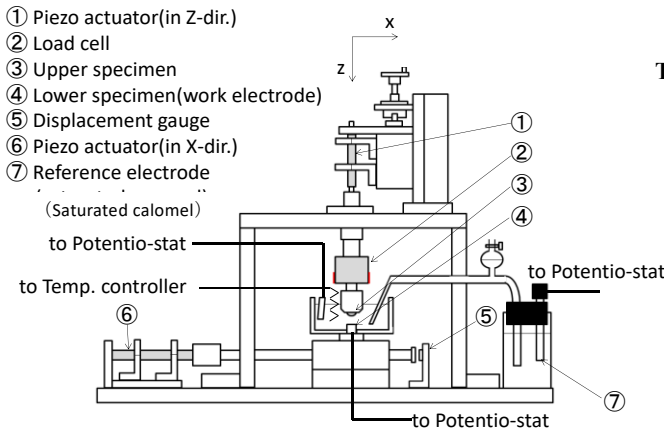 ① Piezo actuator(in Z-dir.)
② Load cell
③ Upper specimen
④ Lower specimen(work electrode)
⑤ Displacement gauge
⑥ Piezo actuator(in X-dir.)
⑦ Reference electrode
(Saturated calomel)
to Potentio-stat
to Temp. controller
x
z
T
①
②
③
④
to Potentio-stat
⑤
⑥
⑦
to Potentio-stat